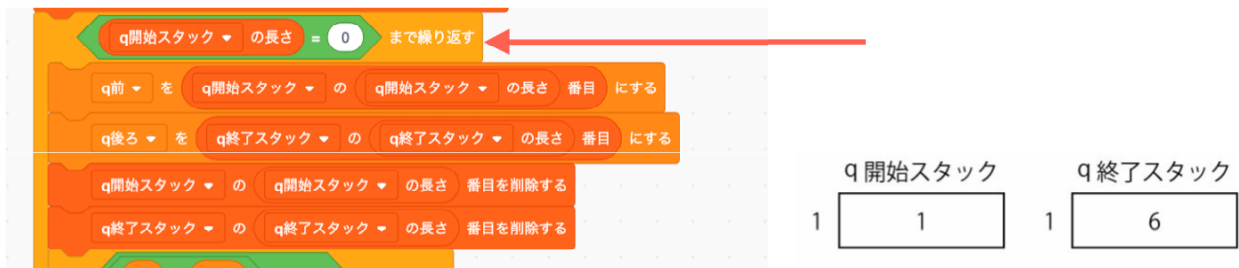 q開始スタック の長さ = 0 まで繰り返す
q前 を q開始スタック の q開始スタック の長さ 番目 にする
q後ろ を q終了スタック の q終了スタック の長さ 番目 にする
q開始スタック の q開始スタック の長さ 番目を削除する
q終了スタック の q終了スタック の長さ 番目を削除する
q 開始スタック
1 1
q 終了スタック
1 6